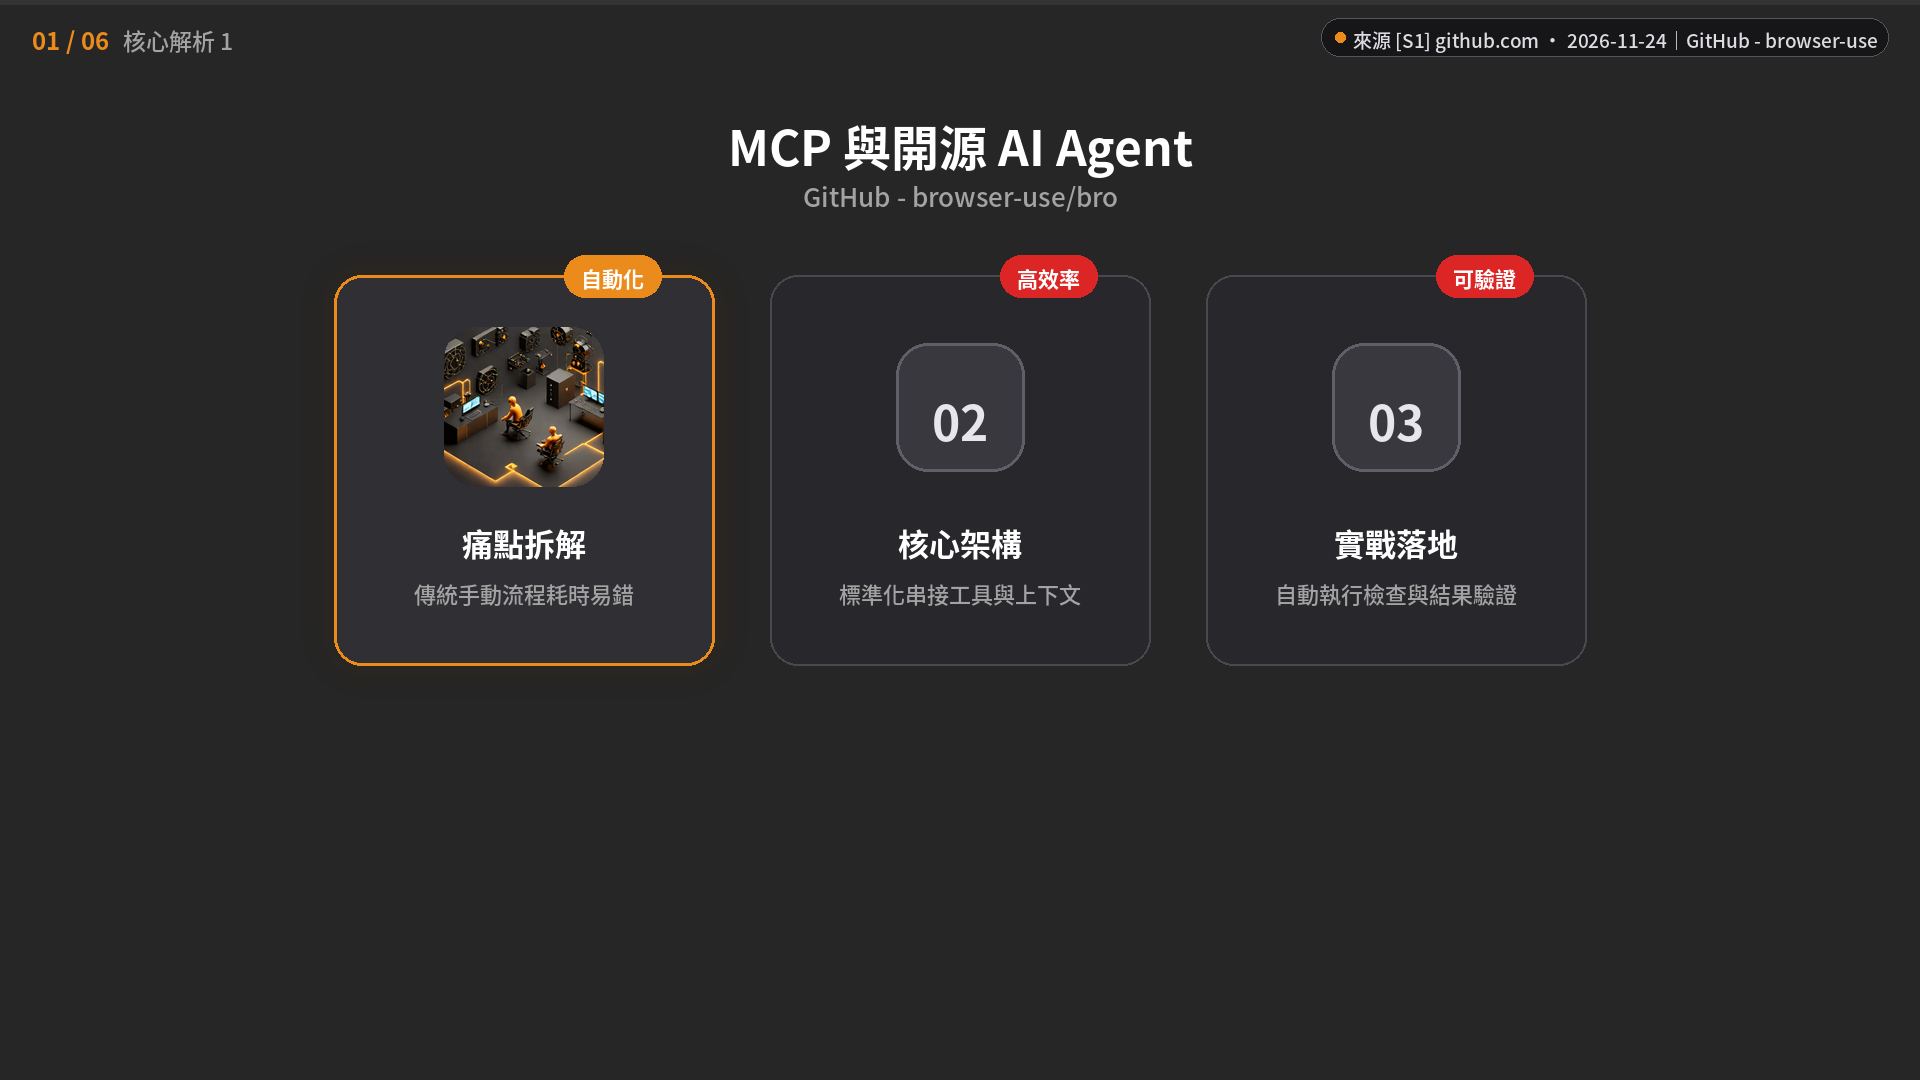 01 / 06 核心解析 1
來源 [S1] github.com • 2026-11-24｜GitHub - browser-use
MCP 與開源 AI Agent
GitHub - browser-use/bro
自動化
痛點拆解
傳統手動流程耗時易錯
高效率
02
核心架構
標準化串接工具與上下文
可驗證
03
實戰落地
自動執行檢查與結果驗證